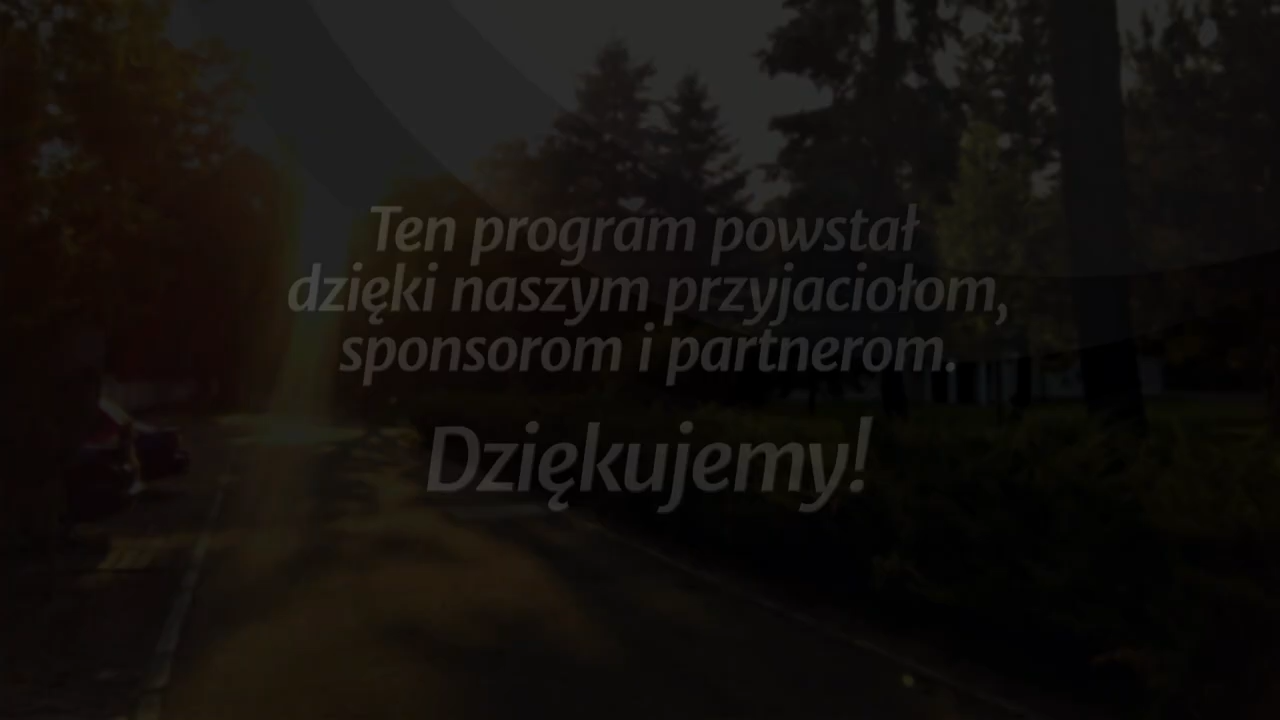 Ten program powstał
dzięki naszym przyjaciołom,
sponsorom i partnerom.
Dziękujemy!